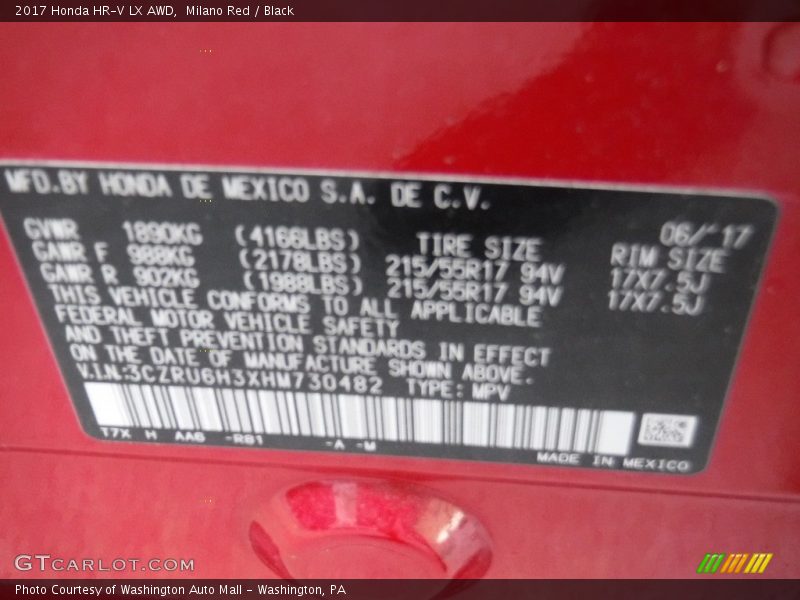 2017 Honda HR-V LX AWD, Milano Red / Black
MFD.BY HONDA DE MEXICO S.A. DE C.V.
GVWR 1890KG (4166LBS) 06/17
GAWR F 988KG (2178LBS) TIRE SIZE RIM SIZE
GAWR R 902KG (1988LBS) 215/55R17 94V 17X7.5J
215/55R17 94V 17X7.5J
THIS VEHICLE CONFORMS TO ALL APPLICABLE
FEDERAL MOTOR VEHICLE SAFETY
AND THEFT PREVENTION STANDARDS IN EFFECT
ON THE DATE OF MANUFACTURE SHOWN ABOVE.
V.I.N:3CZRU6H3XHM730482 TYPE: MPV
T7X H AA6 -R81 -A -M
MADE IN MEXICO
GTCARLOT.COM
Photo Courtesy of Washington Auto Mall - Washington, PA